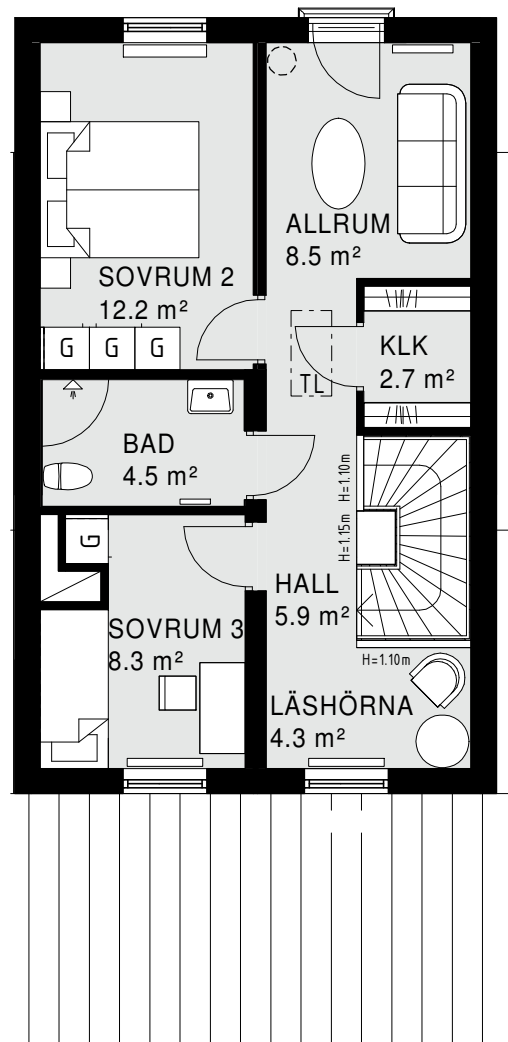 ALLRUM
8.5 m²
SOVRUM 2
12.2 m²
G G G
KLK
2.7 m²
TL
BAD
4.5 m²
H=1.10m
H=1.15m
G
HALL
5.9 m²
SOVRUM 3
8.3 m²
H=1.10m
LÄSHÖRNA
4.3 m²